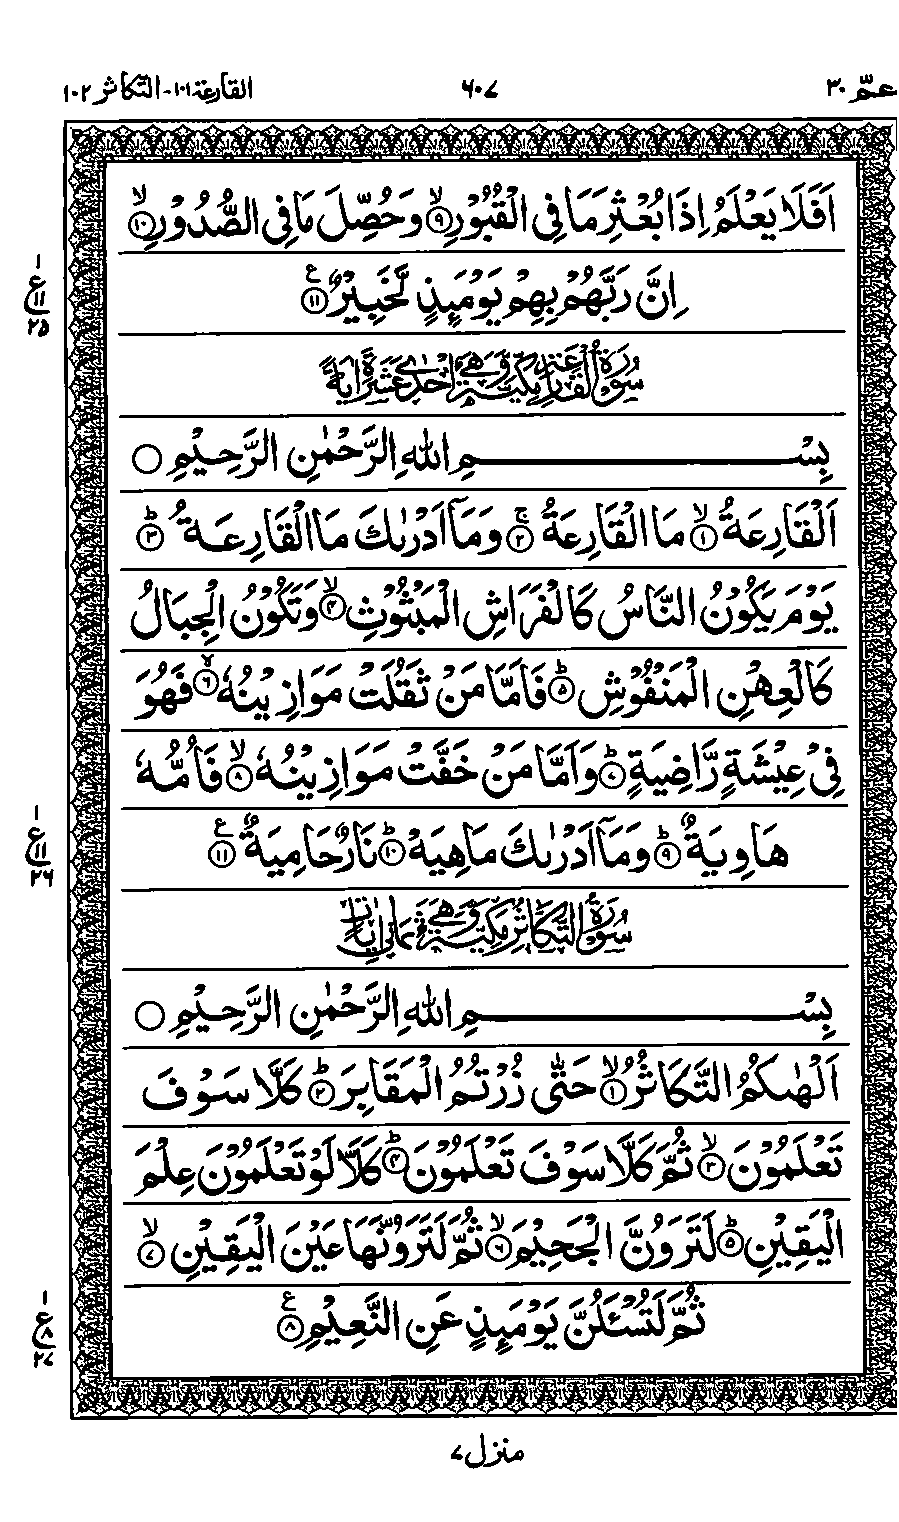 عمّ ٣٠
٦٠٧
القارعة ١٠١ - التكاثر ١٠٢
اَفَلَا يَعْلَمُ اِذَا بُعْثِرَ مَا فِى الْقُبُوْرِ ۙ﴿٩﴾ وَحُصِّلَ مَا فِى الصُّدُوْرِ ۙ﴿١٠﴾
اِنَّ رَبَّهُمْ بِهِمْ يَوْمَئِذٍ لَّخَبِيْرٌ ﴿١١﴾ ع
١
ع ١١
٢٥
سُوْرَةُ الْقَارِعَةِ مَكِّيَّةٌ وَّهِىَ اِحْدٰى عَشْرَةَ اٰيَةً
بِسْمِ اللّٰهِ الرَّحْمٰنِ الرَّحِيْمِ ۝
اَلْقَارِعَةُ ۙ﴿١﴾ مَا الْقَارِعَةُ ۚ﴿٢﴾ وَمَاۤ اَدْرٰىكَ مَا الْقَارِعَةُ ؕ﴿٣﴾
يَوْمَ يَكُوْنُ النَّاسُ كَالْفَرَاشِ الْمَبْثُوْثِ ۙ﴿٤﴾ وَتَكُوْنُ الْجِبَالُ
كَالْعِهْنِ الْمَنْفُوْشِ ؕ﴿٥﴾ فَاَمَّا مَنْ ثَقُلَتْ مَوَازِيْنُهٗ ۙ﴿٦﴾ فَهُوَ
فِىْ عِيْشَةٍ رَّاضِيَةٍ ؕ﴿٧﴾ وَاَمَّا مَنْ خَفَّتْ مَوَازِيْنُهٗ ۙ﴿٨﴾ فَاُمُّهٗ
هَاوِيَةٌ ؕ﴿٩﴾ وَمَاۤ اَدْرٰىكَ مَاهِيَهْ ؕ﴿١٠﴾ نَارٌ حَامِيَةٌ ﴿١١﴾ ع
١
ع ١١
٢٦
سُوْرَةُ التَّكَاثُرِ مَكِّيَّةٌ وَّهِىَ ثَمَانِىْ اٰيَاتٍ
بِسْمِ اللّٰهِ الرَّحْمٰنِ الرَّحِيْمِ ۝
اَلْهٰىكُمُ التَّكَاثُرُ ۙ﴿١﴾ حَتّٰى زُرْتُمُ الْمَقَابِرَ ؕ﴿٢﴾ كَلَّا سَوْفَ
تَعْلَمُوْنَ ۙ﴿٣﴾ ثُمَّ كَلَّا سَوْفَ تَعْلَمُوْنَ ؕ﴿٤﴾ كَلَّا لَوْ تَعْلَمُوْنَ عِلْمَ
الْيَقِيْنِ ؕ﴿٥﴾ لَتَرَوُنَّ الْجَحِيْمَ ۙ﴿٦﴾ ثُمَّ لَتَرَوُنَّهَا عَيْنَ الْيَقِيْنِ ۙ﴿٧﴾
ثُمَّ لَتُسْـَٔلُنَّ يَوْمَئِذٍ عَنِ النَّعِيْمِ ﴿٨﴾ ع
١
ع ٨
٢٧
منزل ٧